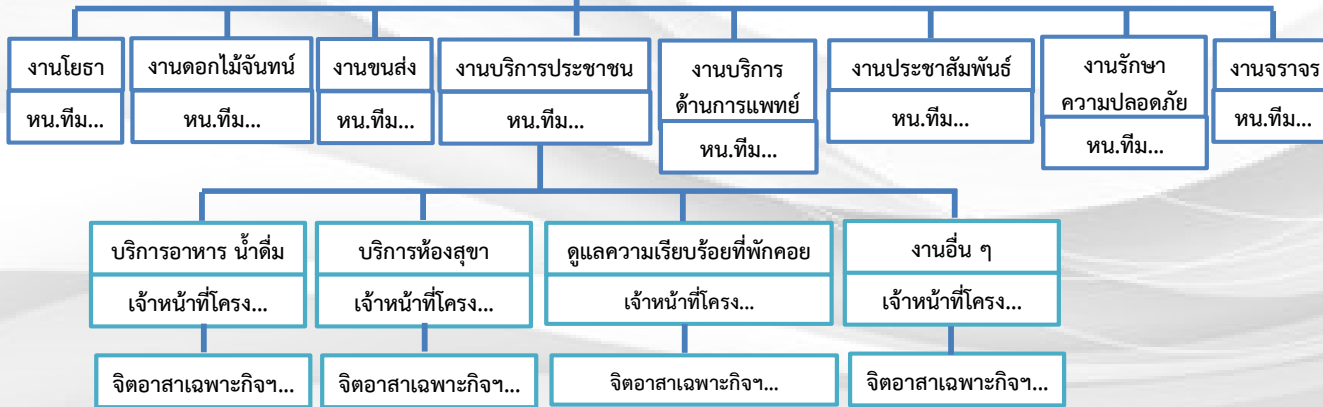 งานโยธา
หน.ทีม...
งานดอกไม้จันทน์
หน.ทีม...
งานขนส่ง
หน.ทีม...
งานบริการประชาชน
หน.ทีม...
งานบริการ
ด้านการแพทย์
หน.ทีม...
งานประชาสัมพันธ์
หน.ทีม...
งานรักษา
ความปลอดภัย
หน.ทีม...
งานจราจร
หน.ทีม...
บริการอาหาร น้ำดื่ม
เจ้าหน้าที่โครง...
จิตอาสาเฉพาะกิจฯ...
บริการห้องสุขา
เจ้าหน้าที่โครง...
จิตอาสาเฉพาะกิจฯ...
ดูแลความเรียบร้อยที่พักคอย
เจ้าหน้าที่โครง...
จิตอาสาเฉพาะกิจฯ...
งานอื่น ๆ
เจ้าหน้าที่โครง...
จิตอาสาเฉพาะกิจฯ...